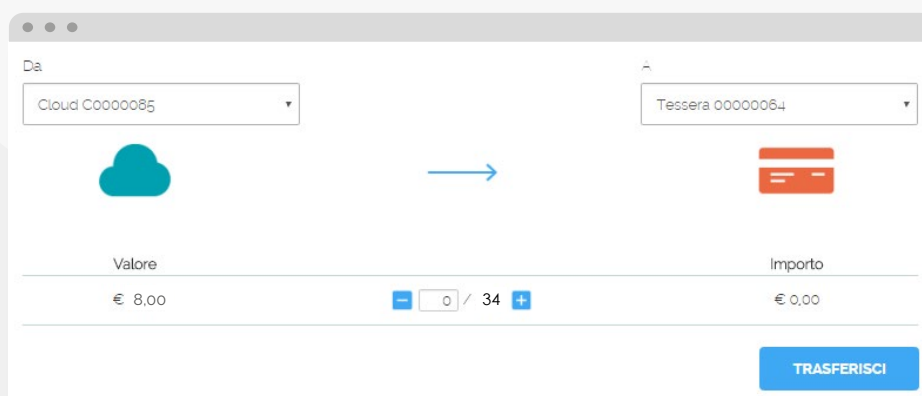 Da
A
Cloud C0000085
Tessera 00000064
Valore
Importo
€ 8,00
0 / 34
€ 0,00
TRASFERISCI